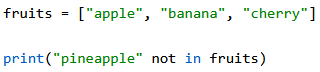 fruits = ["apple", "banana", "cherry"]
print("pineapple" not in fruits)